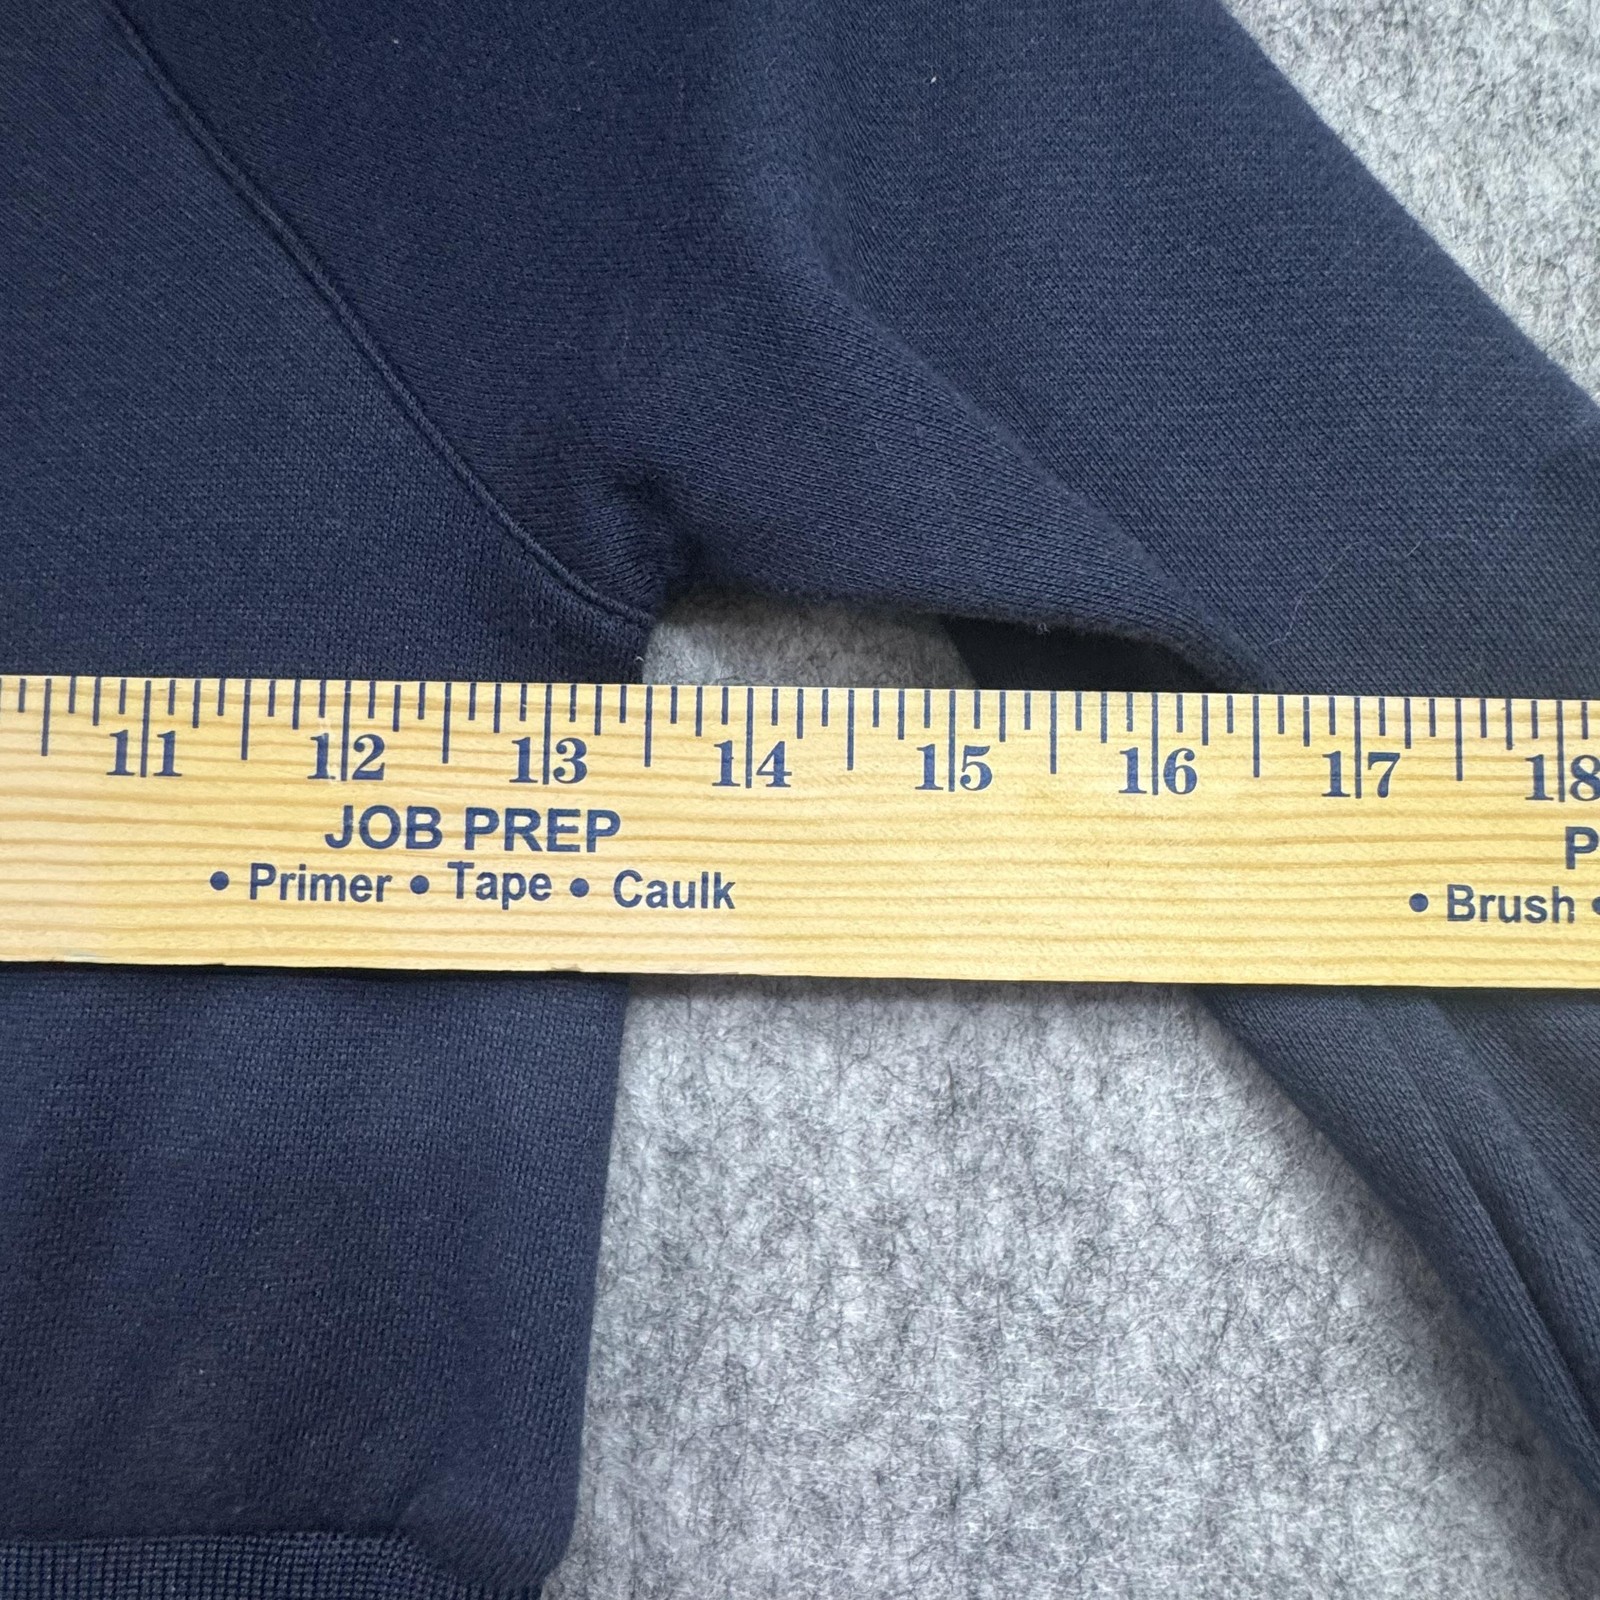 11 12 13 14 15 16 17 18
JOB PREP
• Primer • Tape • Caulk
P
• Brush •